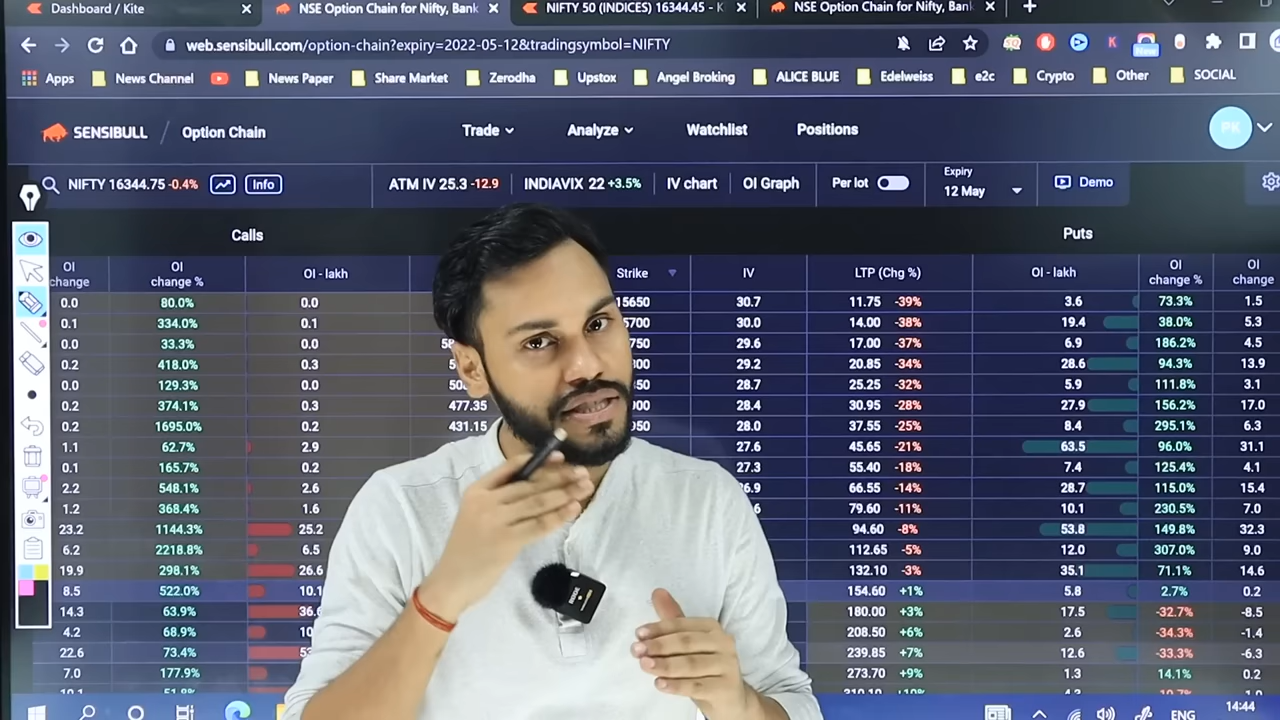 Dashboard / Kite
NSE Option Chain for Nifty, Bank
NIFTY 50 (INDICES) 16344.45 -
NSE Option Chain for Nifty, Bank
web.sensibull.com/option-chain?expiry=2022-05-12&tradingsymbol=NIFTY
New
Apps News Channel News Paper Share Market Zerodha Upstox Angel Broking ALICE BLUE Edelweiss e2c Crypto Other SOCIAL
SENSIBULL / Option Chain Trade Analyze Watchlist Positions PK
NIFTY 16344.75 -0.4% Info ATM IV 25.3 -12.9 INDIAVIX 22 +3.5% IV chart OI Graph Per lot Expiry 12 May Demo
Calls Puts
OI change OI change % OI - lakh Strike IV LTP (Chg %) OI - lakh OI change % OI change
0.0 80.0% 0.0 15650 30.7 11.75 -39% 3.6 73.3% 1.5
0.1 334.0% 0.1 30.0 14.00 -38% 19.4 38.0% 5.3
0.0 33.3% 0.0 29.6 17.00 -37% 6.9 186.2% 4.5
0.2 418.0% 0.3 29.2 20.85 -34% 28.6 94.3% 13.9
0.0 129.3% 0.0 28.7 25.25 -32% 5.9 111.8% 3.1
0.2 374.1% 0.3 477.35 28.4 30.95 -28% 27.9 156.2% 17.0
0.2 1695.0% 0.2 431.15 28.0 37.55 -25% 8.4 295.1% 6.3
1.1 62.7% 2.9 27.6 45.65 -21% 63.5 96.0% 31.1
0.1 165.7% 0.2 27.3 55.40 -18% 7.4 125.4% 4.1
2.2 548.1% 2.6 66.55 -14% 28.7 115.0% 15.4
1.2 368.4% 1.6 79.60 -11% 10.1 230.5% 7.0
23.2 1144.3% 25.2 94.60 -8% 53.8 149.8% 32.3
6.2 2218.8% 6.5 112.65 -5% 12.0 307.0% 9.0
19.9 298.1% 26.6 132.10 -3% 35.1 71.1% 14.6
8.5 522.0% 10.1 154.60 +1% 5.8 2.7% 0.2
14.3 63.9% 180.00 +3% 17.5 -32.7% -8.5
4.2 68.9% 208.50 +6% 2.6 -34.3% -1.4
22.6 73.4% 239.85 +7% 12.6 -33.3% -6.3
7.0 177.9% 273.70 +9% 1.3 14.1% 0.2
ENG 14:44